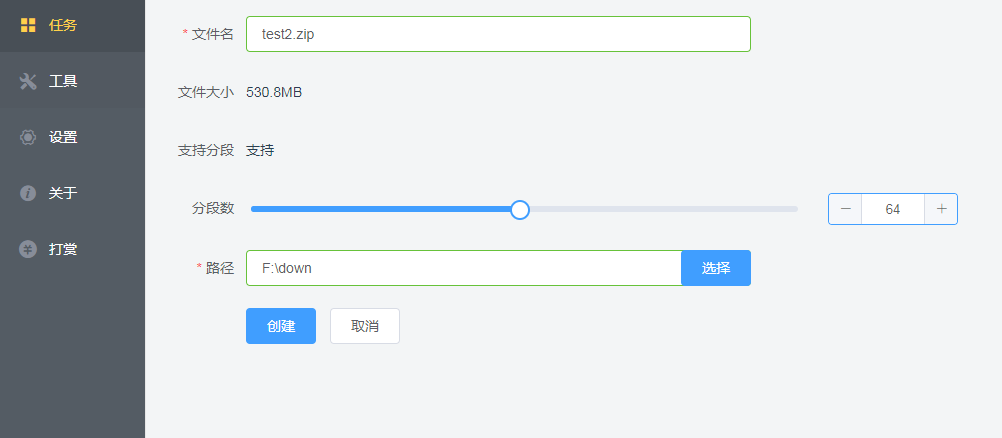 任务
工具
设置
关于
打赏
* 文件名 test2.zip
文件大小 530.8MB
支持分段 支持
分段数 64
* 路径 F:\down 选择
创建 取消